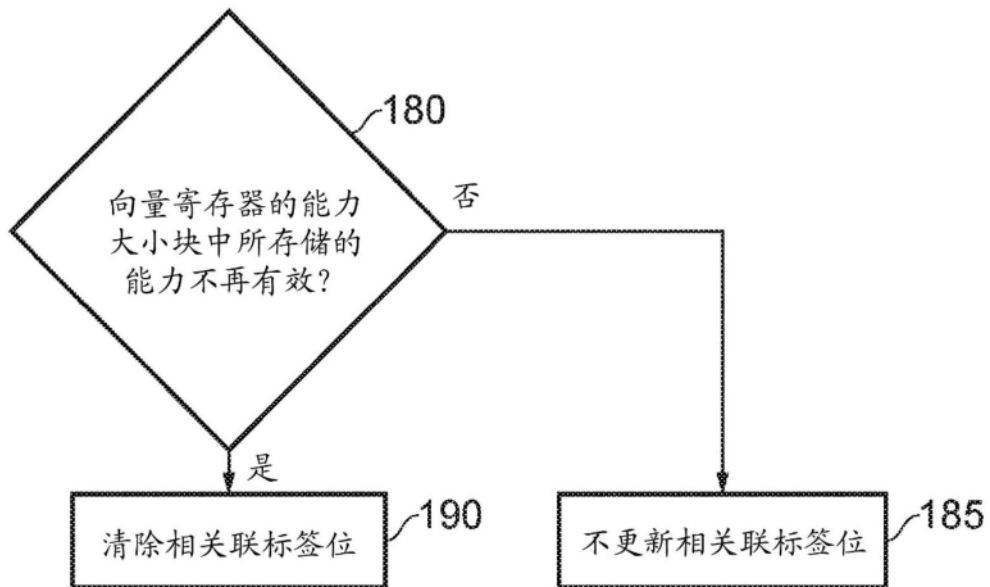 180
向量寄存器的能力
大小块中所存储的
能力不再有效?
否
是
清除相关联标签位
190
不更新相关联标签位
185